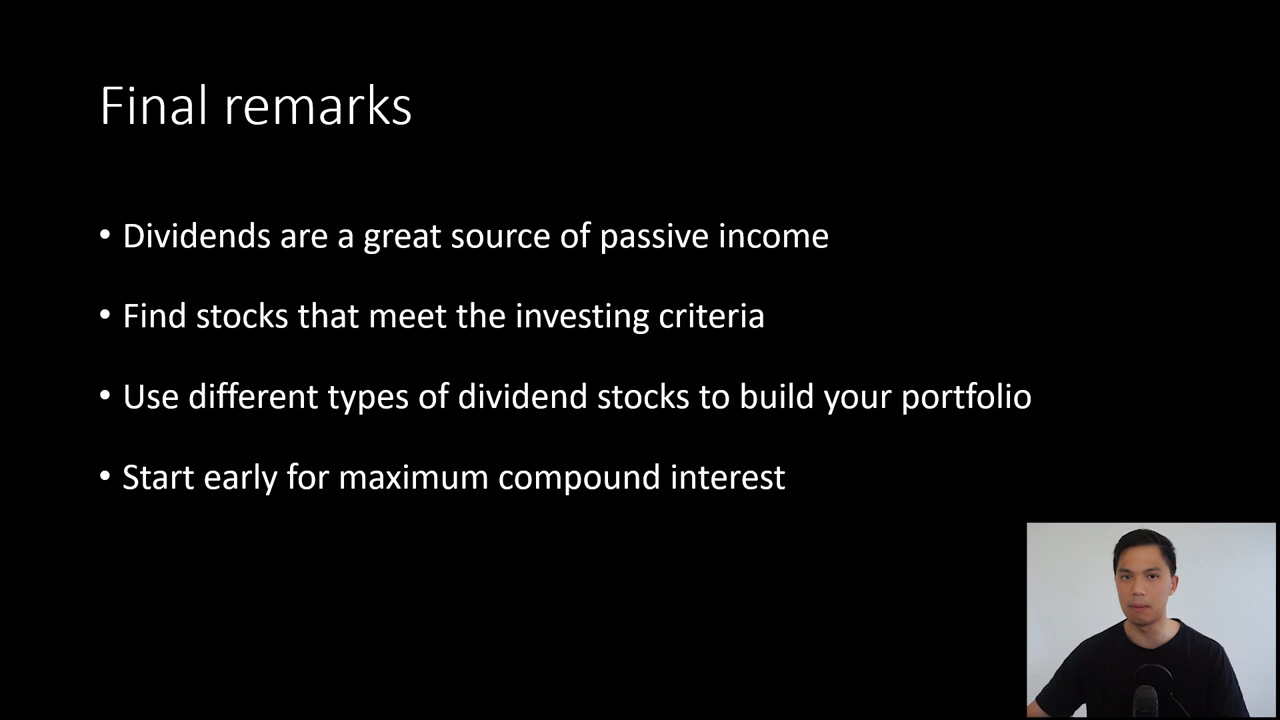 Final remarks
• Dividends are a great source of passive income
• Find stocks that meet the investing criteria
• Use different types of dividend stocks to build your portfolio
• Start early for maximum compound interest